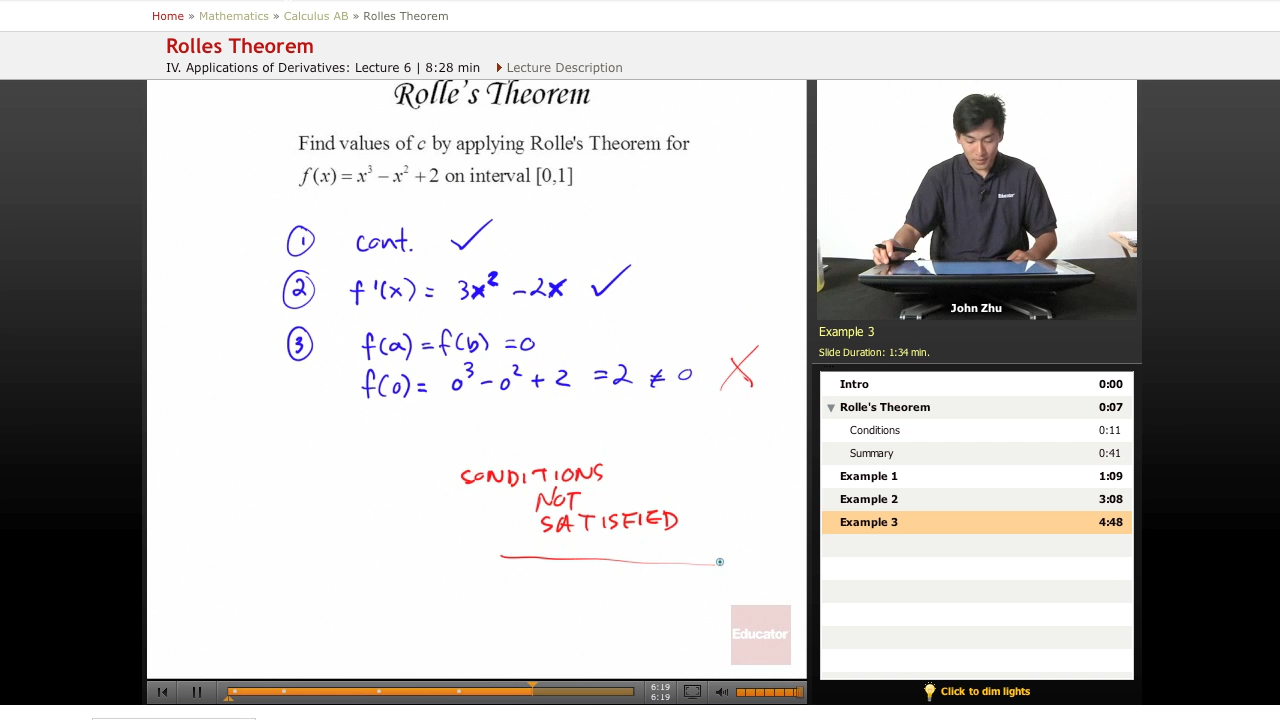 Home » Mathematics » Calculus AB » Rolles Theorem
Rolles Theorem
IV. Applications of Derivatives: Lecture 6 | 8:28 min Lecture Description
Rolle's Theorem
Find values of c by applying Rolle's Theorem for
f(x) = x³ − x² + 2 on interval [0,1]
① cont. ✓
② f'(x) = 3x² − 2x ✓
③ f(a) = f(b) = 0
f(0) = 0³ − 0² + 2 = 2 ≠ 0 X
CONDITIONS
NOT
SATISFIED
Educator
6:19
6:19
Educator
John Zhu
Example 3
Slide Duration: 1:34 min.
Intro 0:00
▼ Rolle's Theorem 0:07
Conditions 0:11
Summary 0:41
Example 1 1:09
Example 2 3:08
Example 3 4:48
Click to dim lights